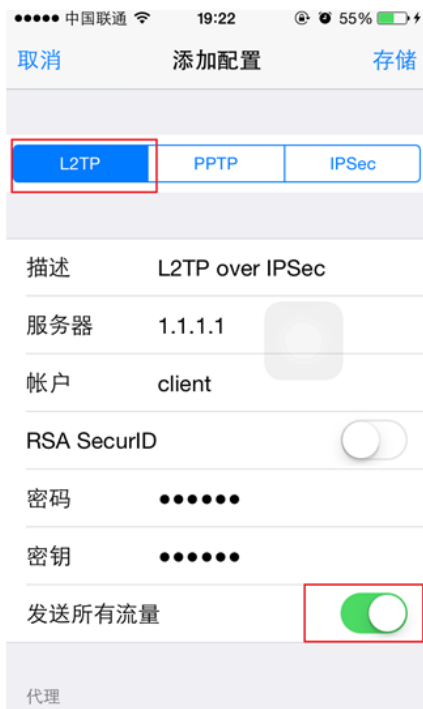 中国联通 19:22 55%
取消 添加配置 存储
L2TP PPTP IPSec
描述 L2TP over IPSec
服务器 1.1.1.1
帐户 client
RSA SecurID
密码 ●●●●●●
密钥 ●●●●●●
发送所有流量
代理